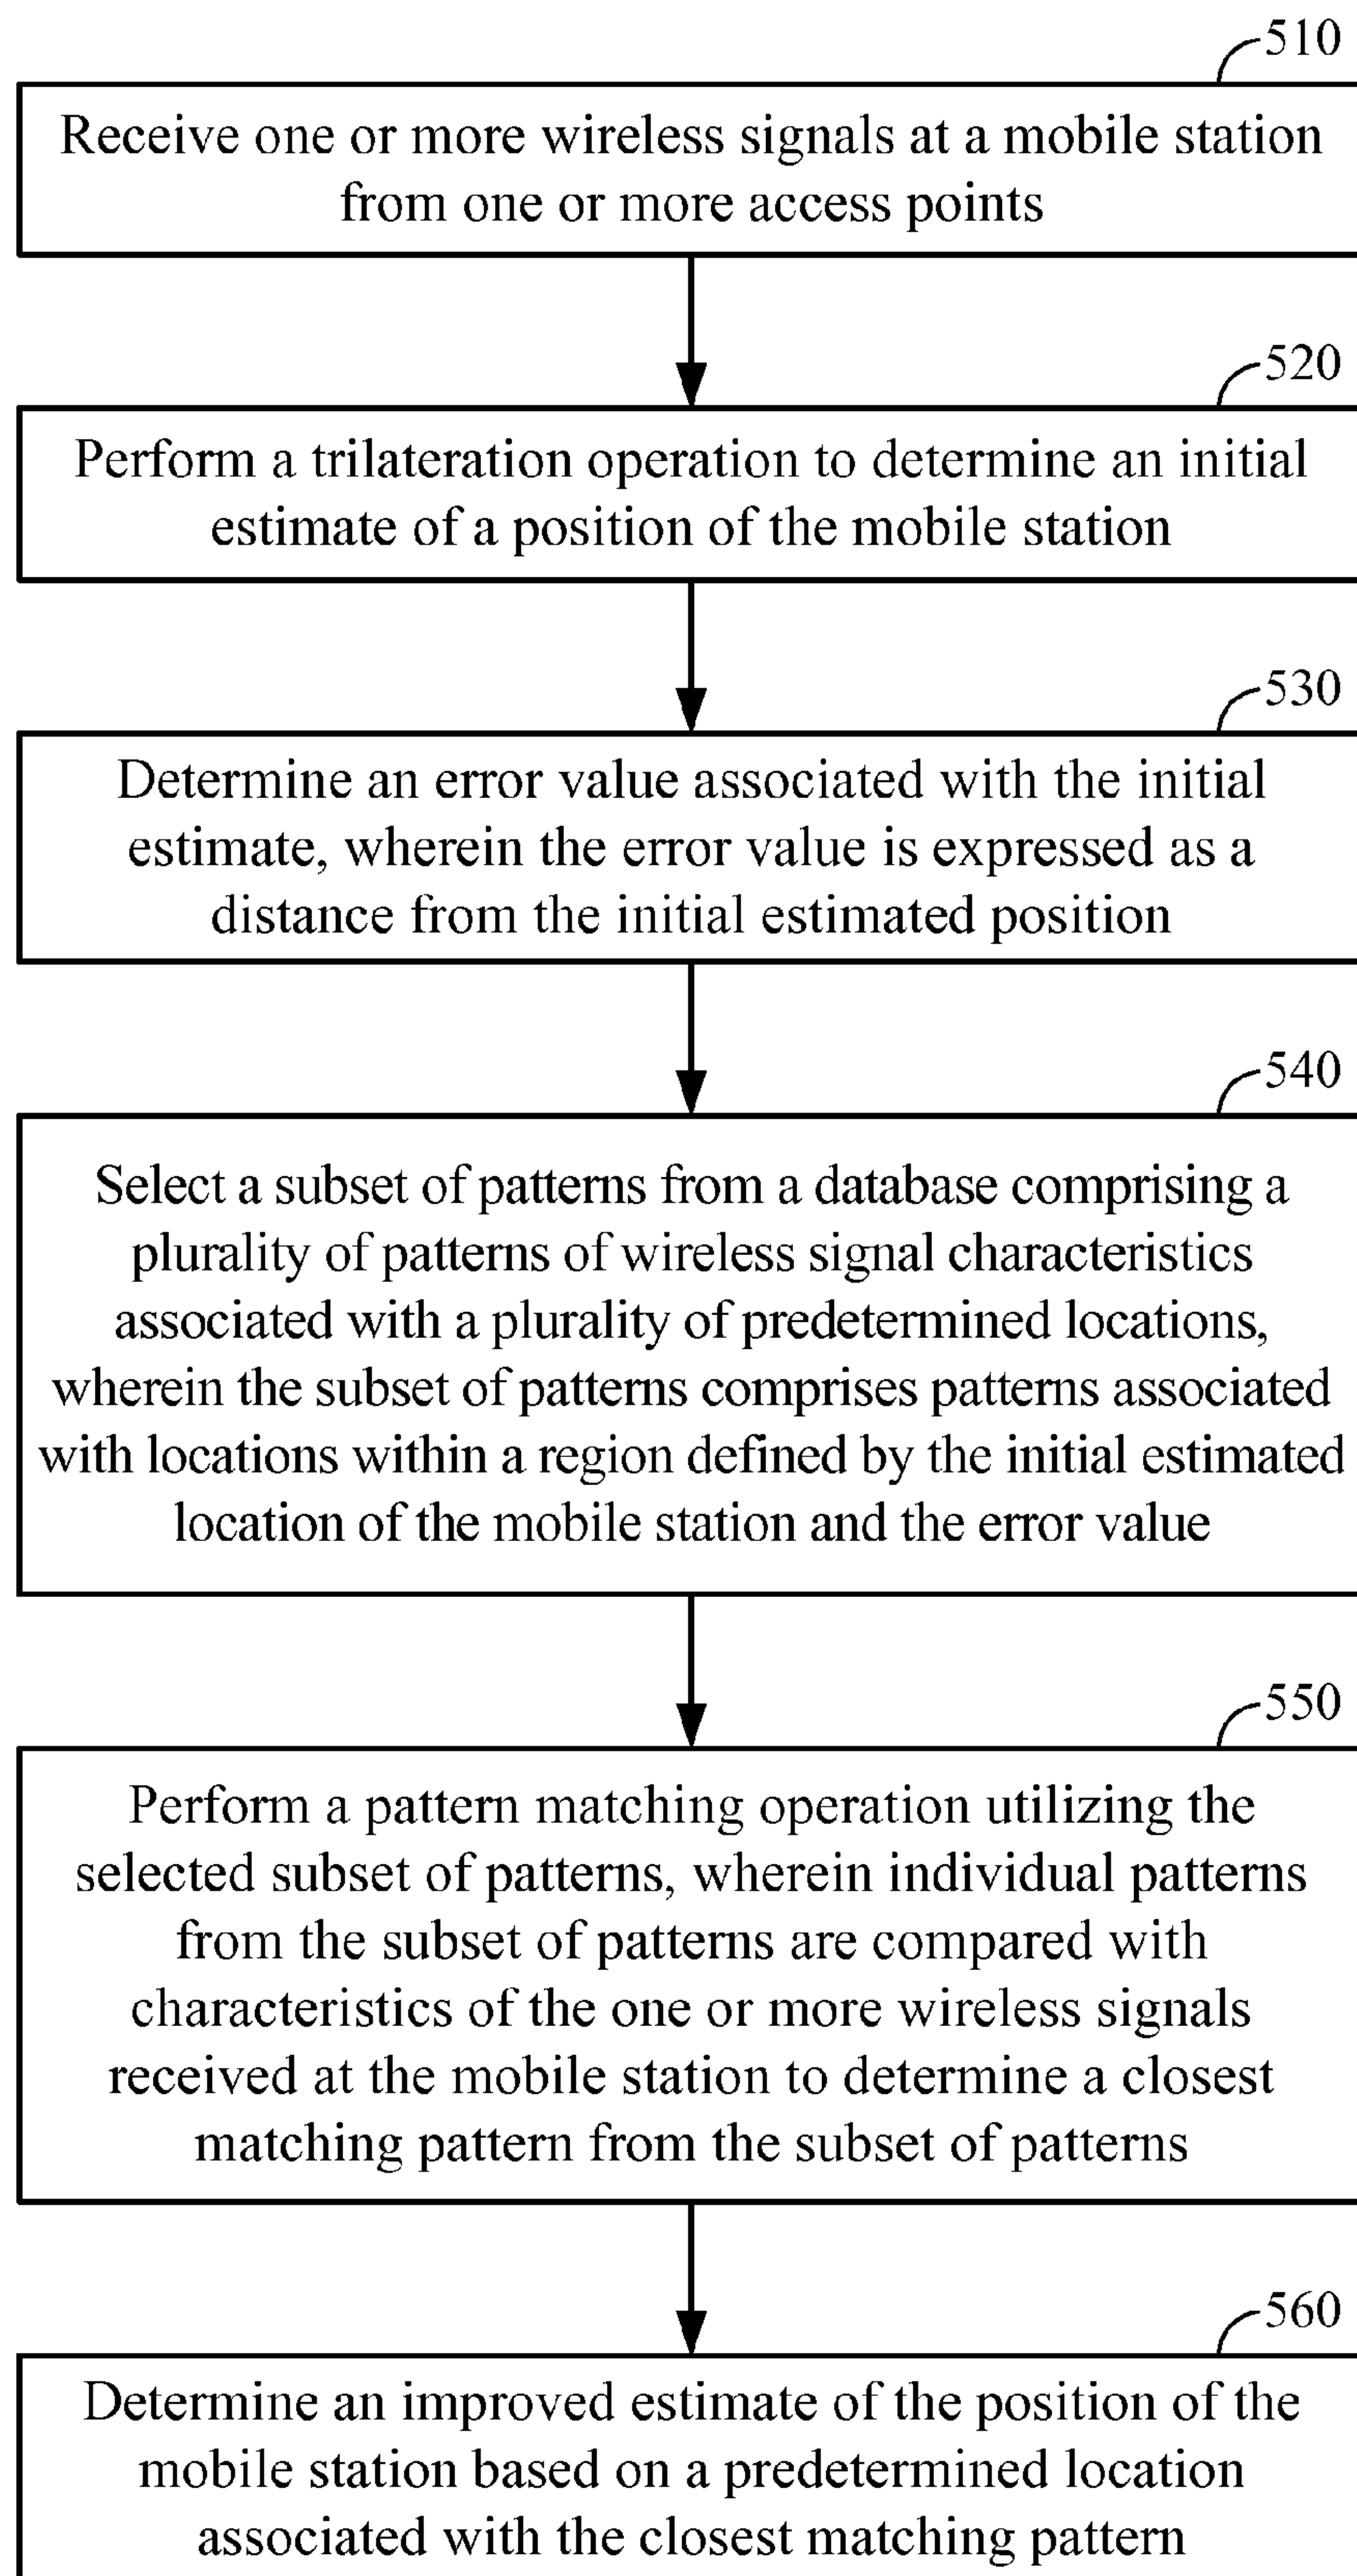 510
Receive one or more wireless signals at a mobile station
from one or more access points
520
Perform a trilateration operation to determine an initial
estimate of a position of the mobile station
530
Determine an error value associated with the initial
estimate, wherein the error value is expressed as a
distance from the initial estimated position
540
Select a subset of patterns from a database comprising a
plurality of patterns of wireless signal characteristics
associated with a plurality of predetermined locations,
wherein the subset of patterns comprises patterns associated
with locations within a region defined by the initial estimated
location of the mobile station and the error value
550
Perform a pattern matching operation utilizing the
selected subset of patterns, wherein individual patterns
from the subset of patterns are compared with
characteristics of the one or more wireless signals
received at the mobile station to determine a closest
matching pattern from the subset of patterns
560
Determine an improved estimate of the position of the
mobile station based on a predetermined location
associated with the closest matching pattern